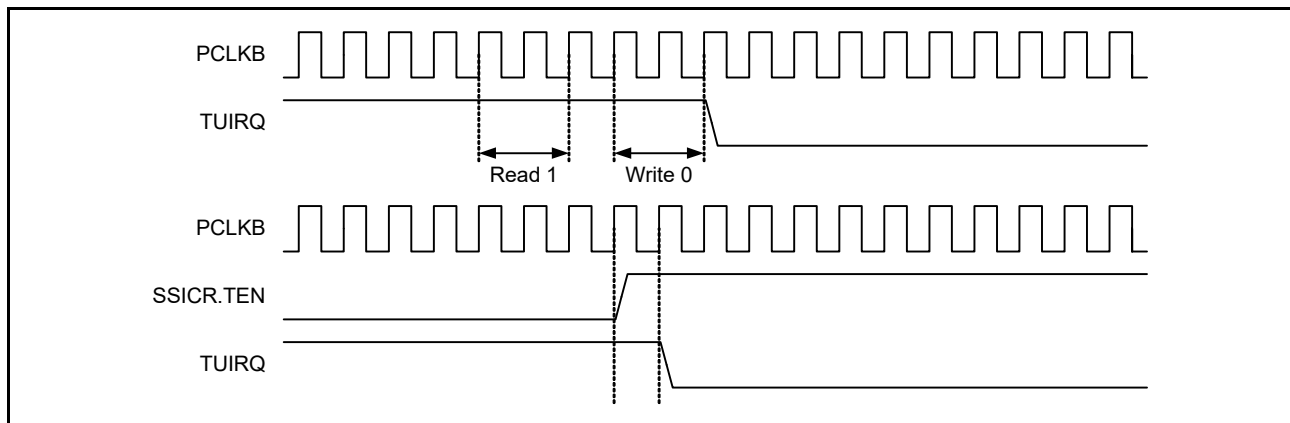 PCLKB
TUIRQ
Read 1 Write 0
PCLKB
SSICR.TEN
TUIRQ